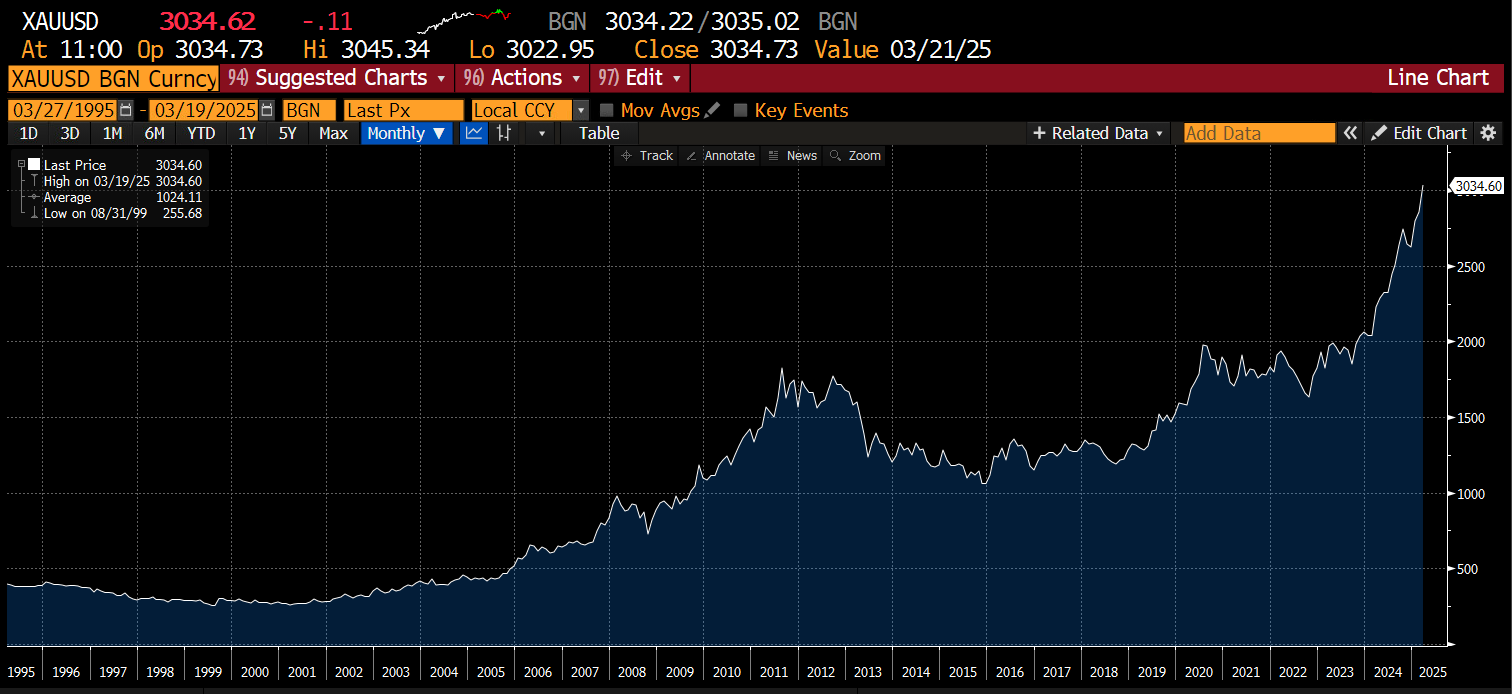 XAUUSD 3034.62 -.11 BGN 3034.22/3035.02 BGN
At 11:00 Op 3034.73 Hi 3045.34 Lo 3022.95 Close 3034.73 Value 03/21/25
XAUUSD BGN Curncy 94) Suggested Charts 96) Actions 97) Edit Line Chart
03/27/1995 - 03/19/2025 BGN Last Px Local CCY Mov Avgs Key Events
1D 3D 1M 6M YTD 1Y 5Y Max Monthly ▼ Table + Related Data Add Data « Edit Chart
Track Annotate News Zoom
Last Price 3034.60
High on 03/19/25 3034.60
Average 1024.11
Low on 08/31/99 255.68
3034.60
2500
2000
1500
1000
500
1995 1996 1997 1998 1999 2000 2001 2002 2003 2004 2005 2006 2007 2008 2009 2010 2011 2012 2013 2014 2015 2016 2017 2018 2019 2020 2021 2022 2023 2024 2025